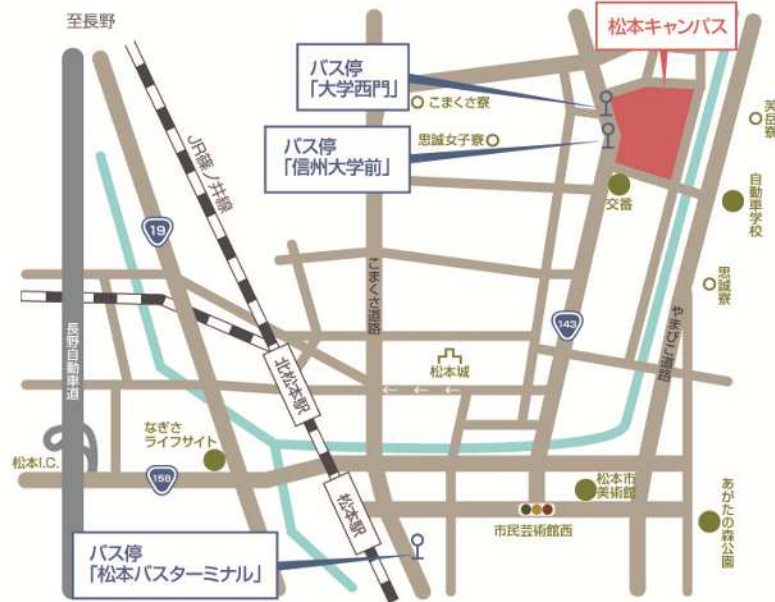 至長野
松本キャンパス
バス停
「大学西門」
こまくさ寮
思誠女子寮
バス停
「信州大学前」
交番
自動車学校
思誠寮
JR篠ノ井線
19
143
こまくさ道路
やまびこ道路
長野自動車道
北松本駅
松本城
なぎさ
ライフサイト
松本I.C.
158
松本駅
松本市
美術館
市民芸術館西
あがたの森公園
バス停
「松本バスターミナル」